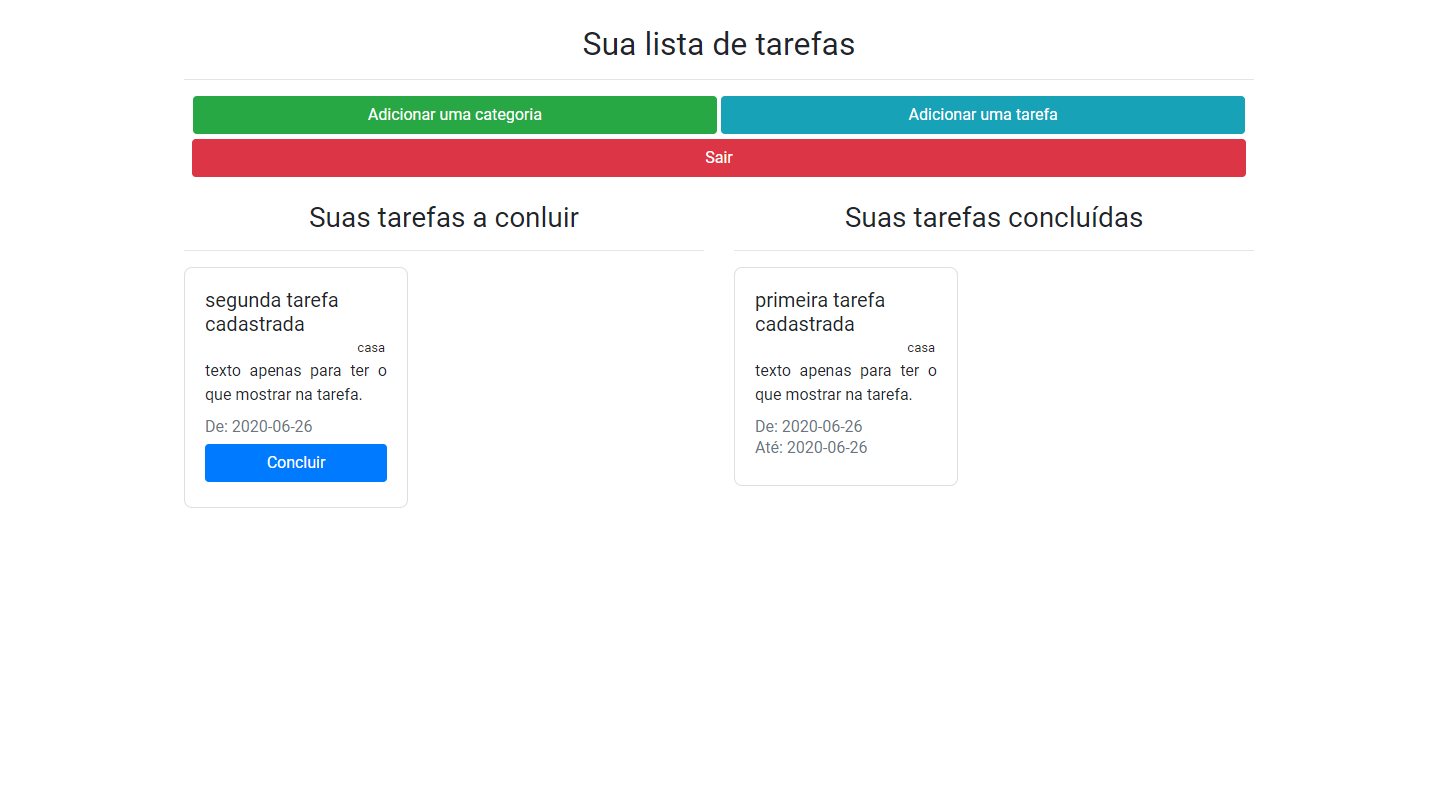 Sua lista de tarefas
Adicionar uma categoria
Adicionar uma tarefa
Sair
Suas tarefas a conluir
segunda tarefa
cadastrada
casa
texto apenas para ter o
que mostrar na tarefa.
De: 2020-06-26
Concluir
Suas tarefas concluídas
primeira tarefa
cadastrada
casa
texto apenas para ter o
que mostrar na tarefa.
De: 2020-06-26
Até: 2020-06-26